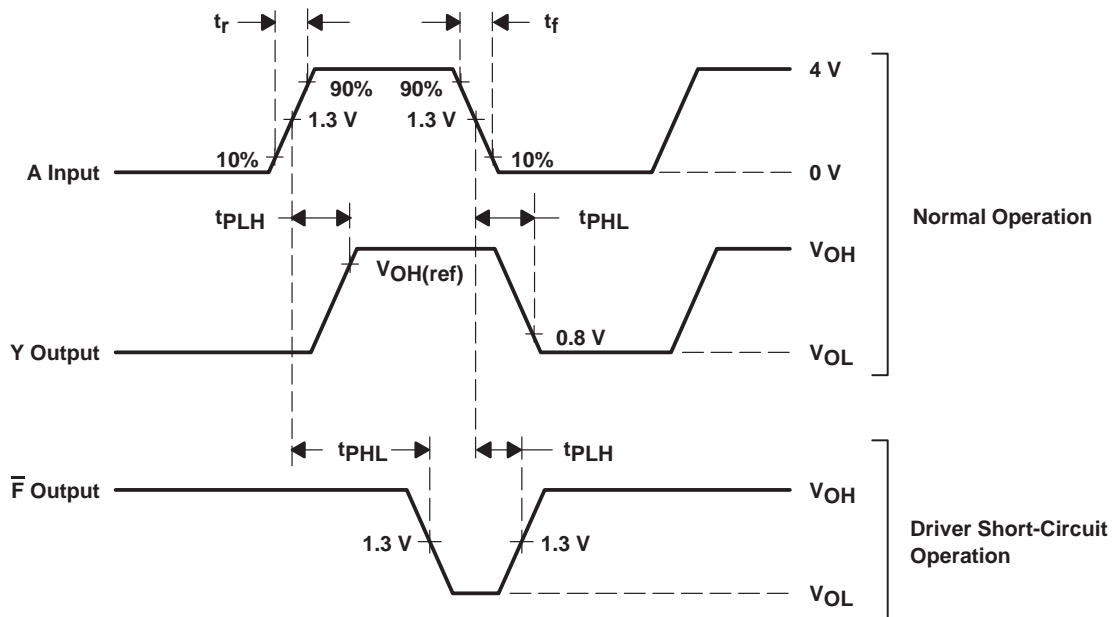 tr
tf
4 V
90%
90%
1.3 V
1.3 V
10%
10%
A Input
0 V
tPLH
tPHL
Normal Operation
VOH
VOH(ref)
0.8 V
Y Output
VOL
tPHL
tPLH
F̅ Output
VOH
1.3 V
1.3 V
Driver Short-Circuit
Operation
VOL